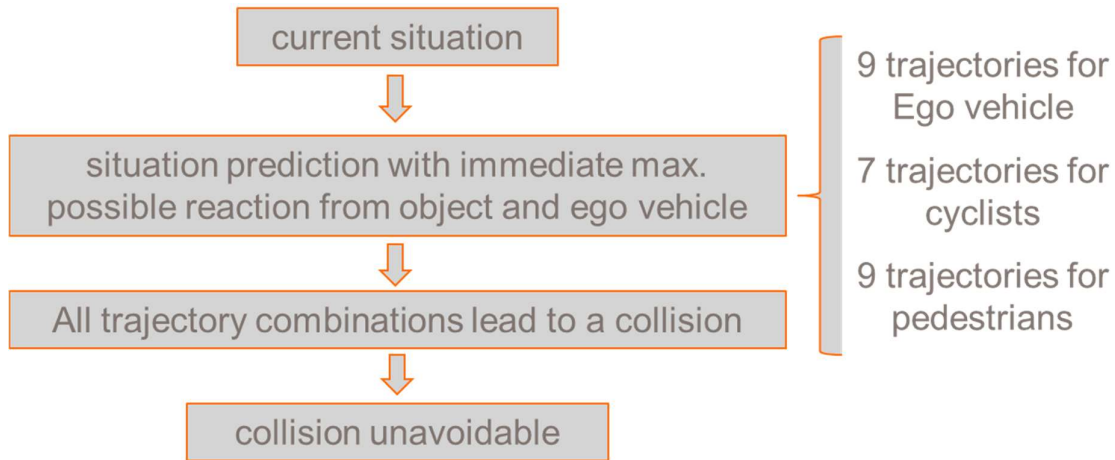 current situation
situation prediction with immediate max.
possible reaction from object and ego vehicle
All trajectory combinations lead to a collision
collision unavoidable
9 trajectories for
Ego vehicle
7 trajectories for
cyclists
9 trajectories for
pedestrians